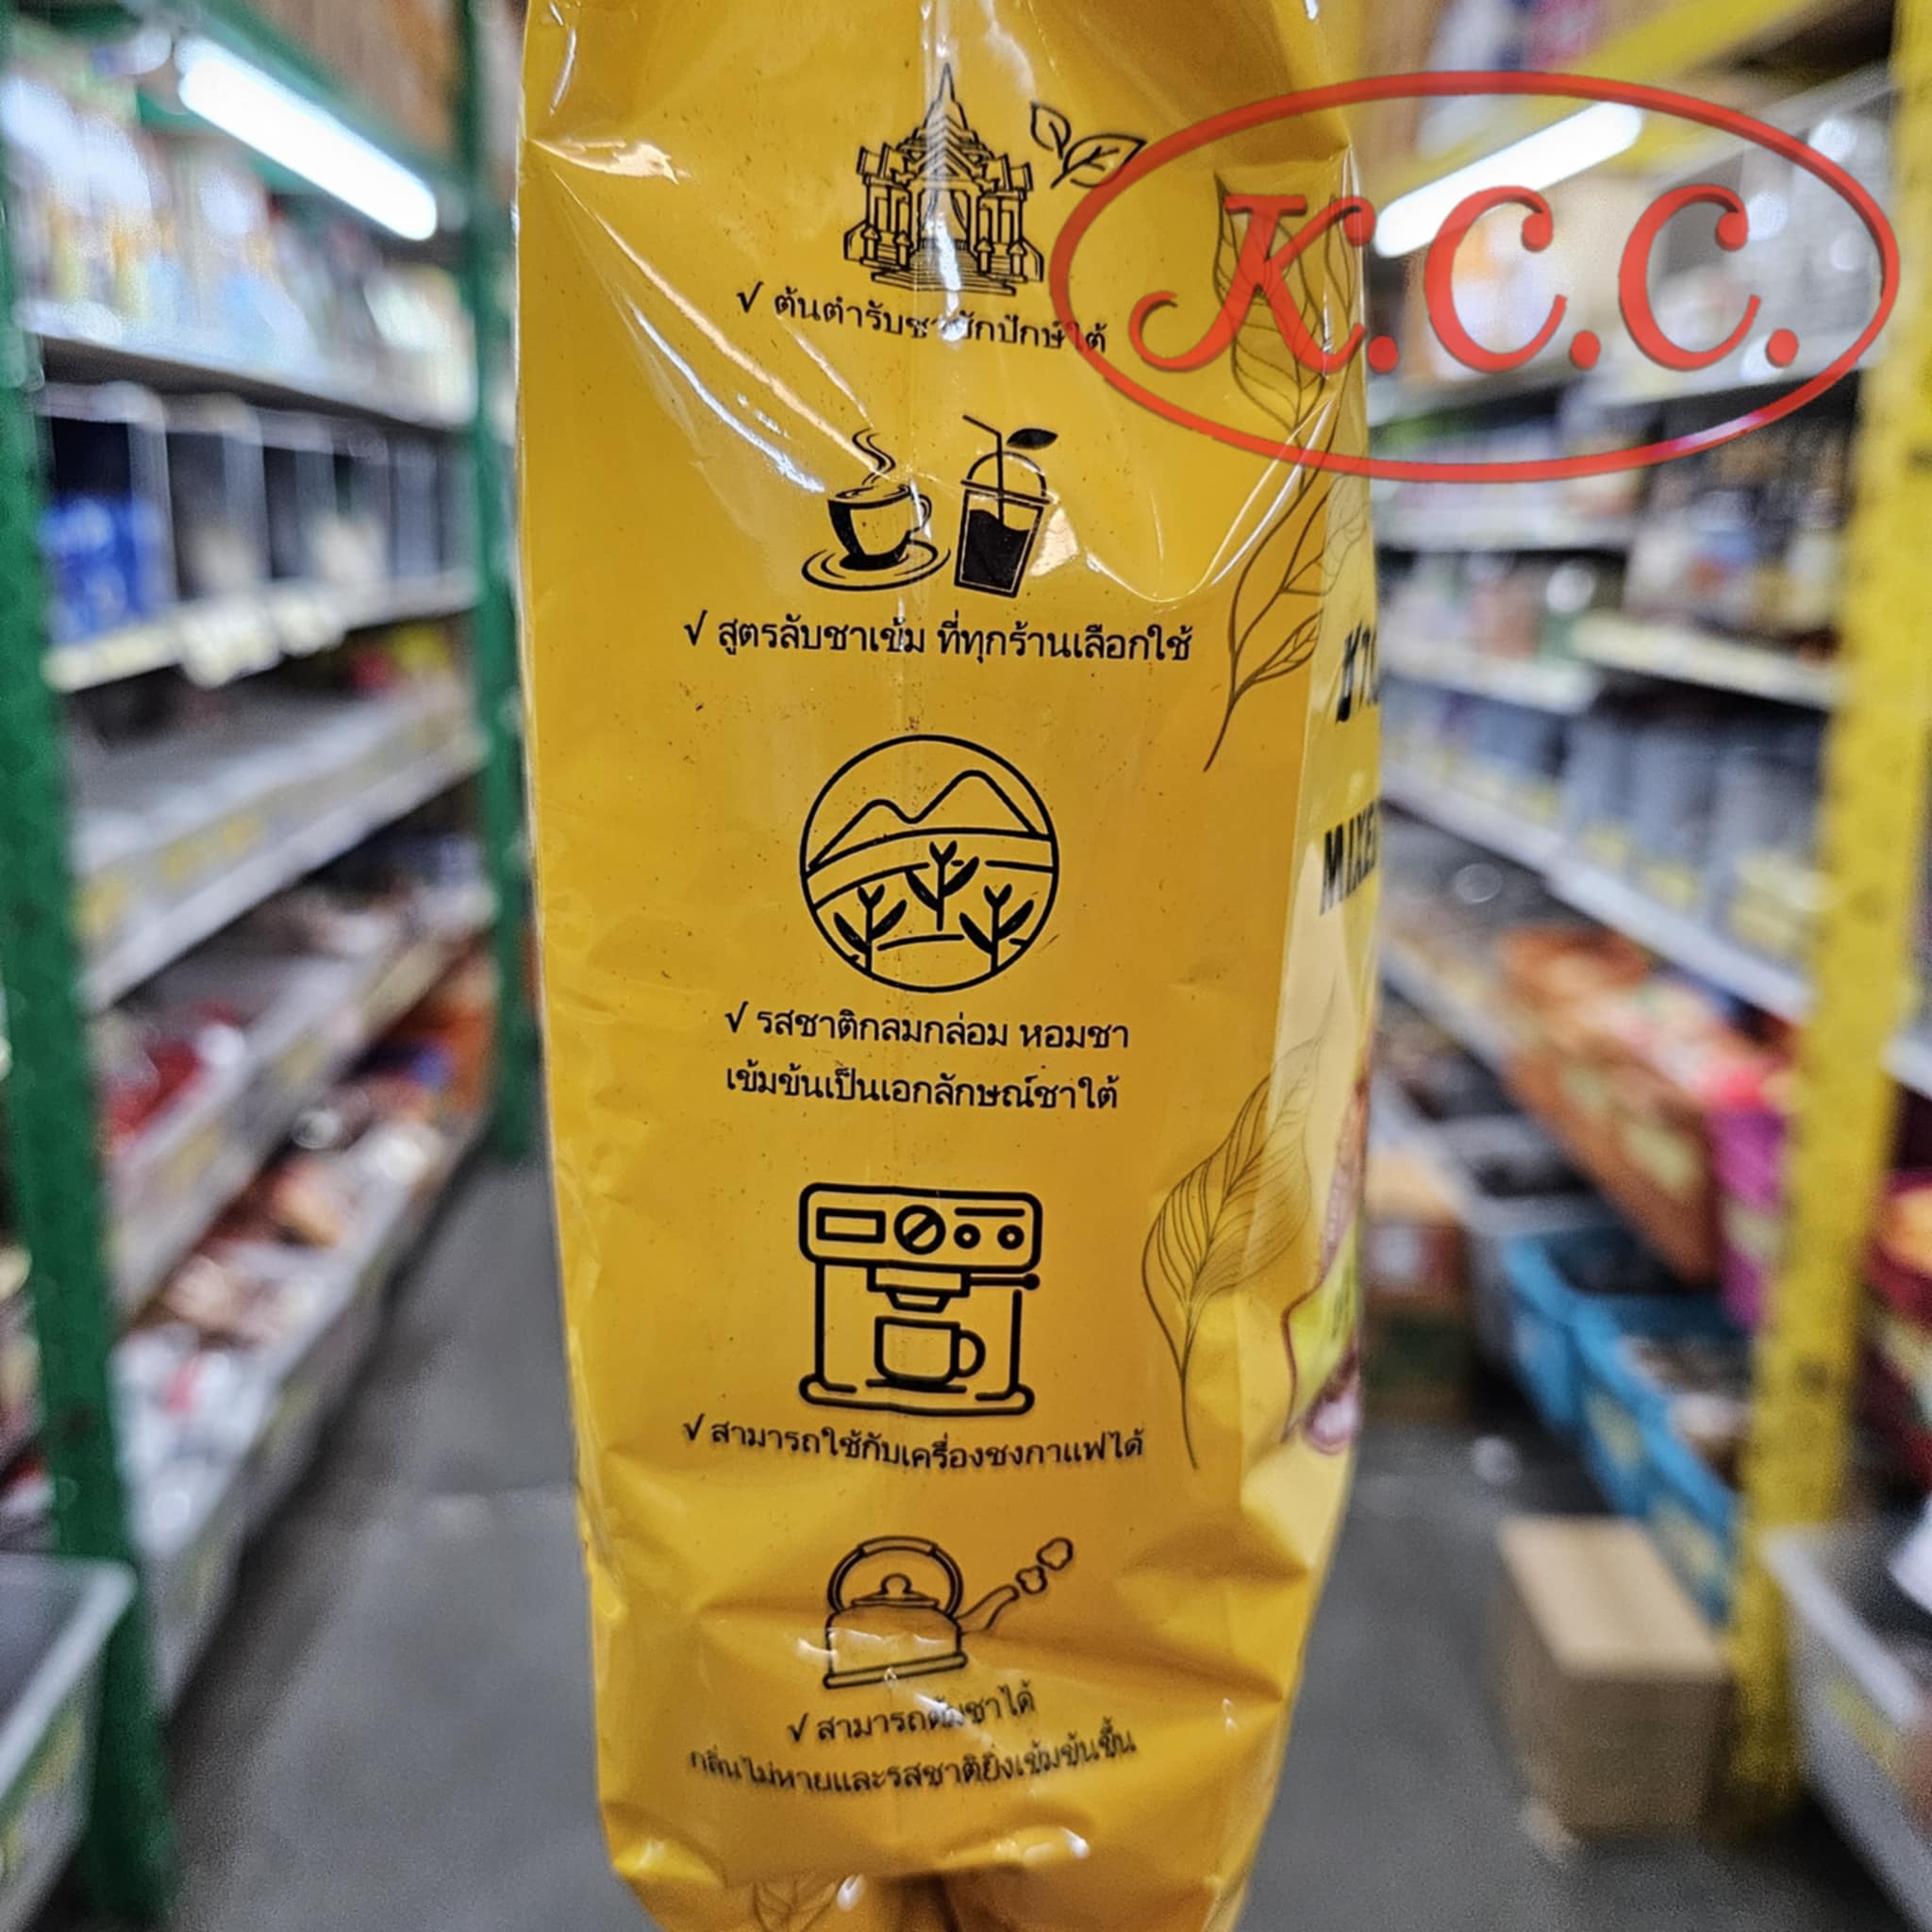 K.C.C.
√ ต้นตำรับชาชักปักษ์ใต้
√ สูตรลับชาเข้ม ที่ทุกร้านเลือกใช้
√ รสชาติกลมกล่อม หอมชา
เข้มข้นเป็นเอกลักษณ์ชาใต้
√ สามารถใช้กับเครื่องชงกาแฟได้
√ สามารถต้มชาได้
กลิ่นไม่หายและรสชาติยิ่งเข้มข้นขึ้น